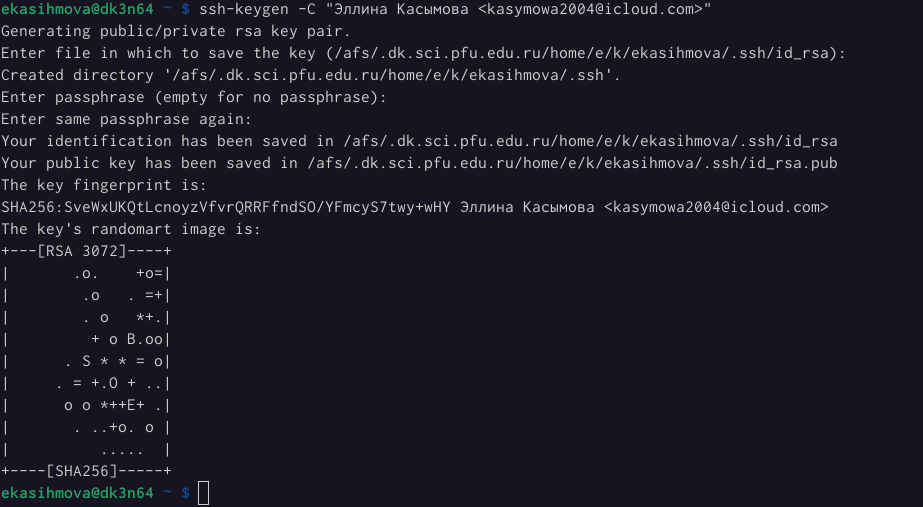 ekasihmova@dk3n64 ~ $ ssh-keygen -C "Эллина Касымова <kasymowa2004@icloud.com>"
Generating public/private rsa key pair.
Enter file in which to save the key (/afs/.dk.sci.pfu.edu.ru/home/e/k/ekasihmova/.ssh/id_rsa):
Created directory '/afs/.dk.sci.pfu.edu.ru/home/e/k/ekasihmova/.ssh'.
Enter passphrase (empty for no passphrase):
Enter same passphrase again:
Your identification has been saved in /afs/.dk.sci.pfu.edu.ru/home/e/k/ekasihmova/.ssh/id_rsa
Your public key has been saved in /afs/.dk.sci.pfu.edu.ru/home/e/k/ekasihmova/.ssh/id_rsa.pub
The key fingerprint is:
SHA256:SveWxUKQtLcnoyzVfvrQRRFfndSO/YFmcyS7twy+wHY Эллина Касымова <kasymowa2004@icloud.com>
The key's randomart image is:
+---[RSA 3072]----+
|       .o.    +o=|
|        .o   . =+|
|        . o   *+.|
|         + o B.oo|
|      . S * * = o|
|     . = +.O + ..|
|      o o *++E+ .|
|       . ..+o. o |
|          .....  |
+----[SHA256]-----+
ekasihmova@dk3n64 ~ $